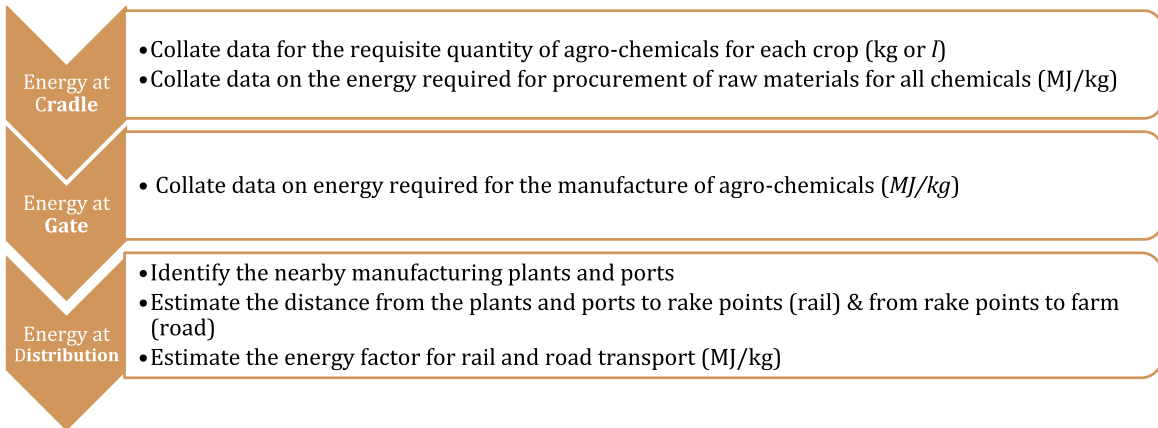 Energy at
Cradle
•Collate data for the requisite quantity of agro-chemicals for each crop (kg or l)
•Collate data on the energy required for procurement of raw materials for all chemicals (MJ/kg)
Energy at
Gate
• Collate data on energy required for the manufacture of agro-chemicals (MJ/kg)
Energy at
Distribution
•Identify the nearby manufacturing plants and ports
•Estimate the distance from the plants and ports to rake points (rail) & from rake points to farm
(road)
•Estimate the energy factor for rail and road transport (MJ/kg)